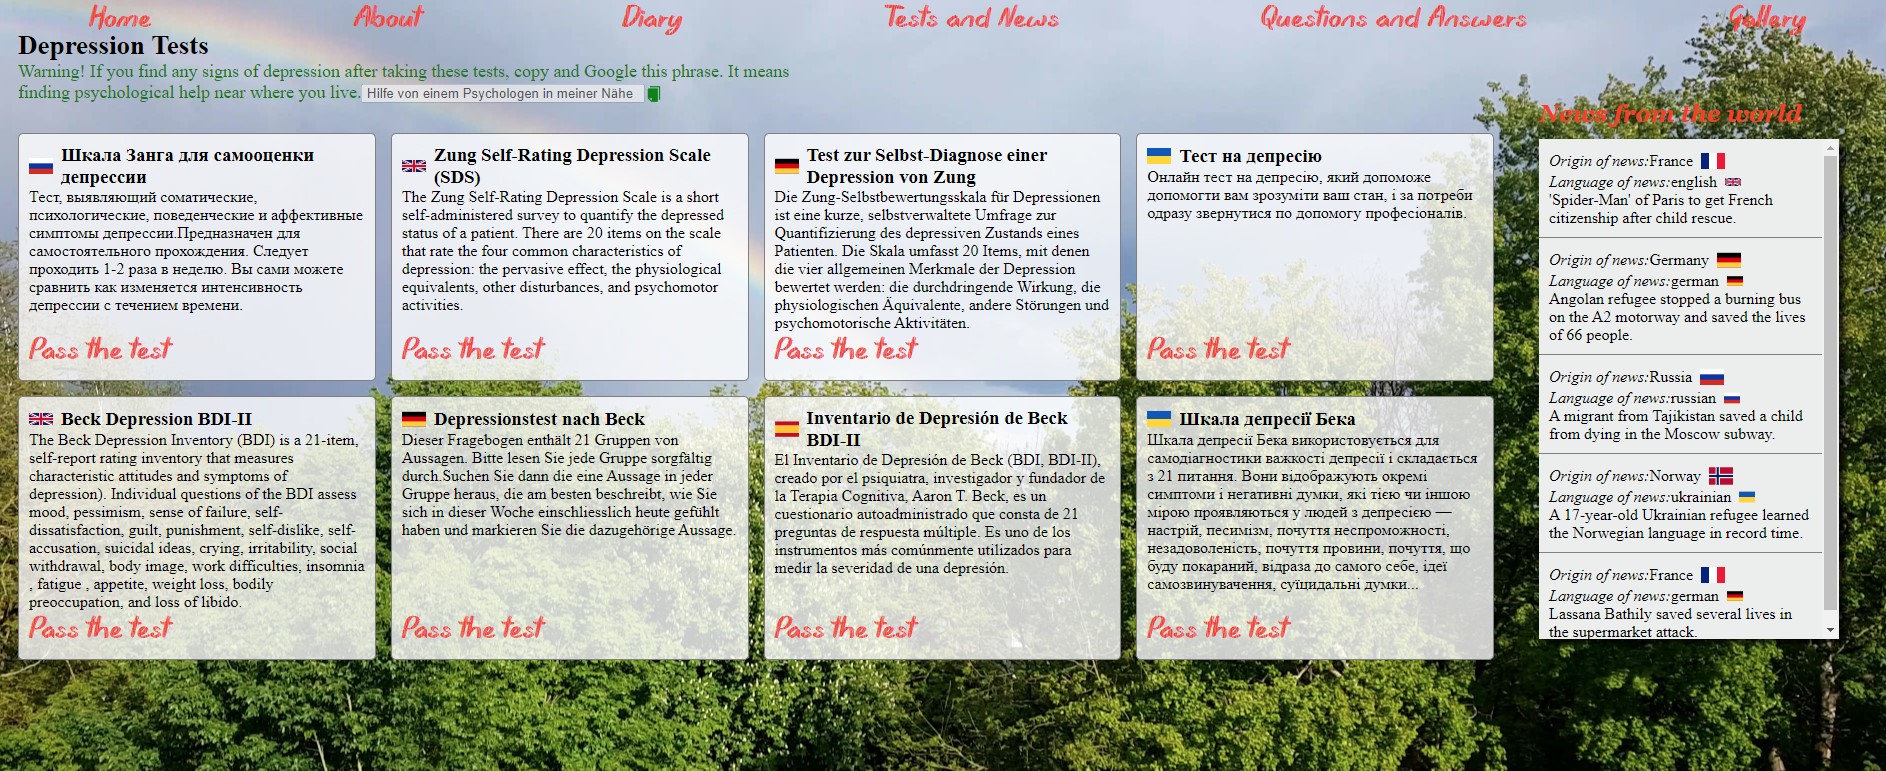 Home About Diary Tests and News Questions and Answers Gallery
Depression Tests
Warning! If you find any signs of depression after taking these tests, copy and Google this phrase. It means
finding psychological help near where you live. Hilfe von einem Psychologen in meiner Nähe
Шкала Занга для самооценки
депрессии
Тест, выявляющий соматические,
психологические, поведенческие и аффективные
симптомы депрессии.Предназначен для
самостоятельного прохождения. Следует
проходить 1-2 раза в неделю. Вы сами можете
сравнить как изменяется интенсивность
депрессии с течением времени.
Pass the test
Zung Self-Rating Depression Scale
(SDS)
The Zung Self-Rating Depression Scale is a short
self-administered survey to quantify the depressed
status of a patient. There are 20 items on the scale
that rate the four common characteristics of
depression: the pervasive effect, the physiological
equivalents, other disturbances, and psychomotor
activities.
Pass the test
Test zur Selbst-Diagnose einer
Depression von Zung
Die Zung-Selbstbewertungsskala für Depressionen
ist eine kurze, selbstverwaltete Umfrage zur
Quantifizierung des depressiven Zustands eines
Patienten. Die Skala umfasst 20 Items, mit denen
die vier allgemeinen Merkmale der Depression
bewertet werden: die durchdringende Wirkung, die
physiologischen Äquivalente, andere Störungen und
psychomotorische Aktivitäten.
Pass the test
Тест на депресію
Онлайн тест на депресію, який допоможе
допомогти вам зрозуміти ваш стан, і за потреби
одразу звернутися по допомогу професіоналів.
Pass the test
Beck Depression BDI-II
The Beck Depression Inventory (BDI) is a 21-item,
self-report rating inventory that measures
characteristic attitudes and symptoms of
depression). Individual questions of the BDI assess
mood, pessimism, sense of failure, self-
dissatisfaction, guilt, punishment, self-dislike, self-
accusation, suicidal ideas, crying, irritability, social
withdrawal, body image, work difficulties, insomnia
, fatigue , appetite, weight loss, bodily
preoccupation, and loss of libido.
Pass the test
Depressionstest nach Beck
Dieser Fragebogen enthält 21 Gruppen von
Aussagen. Bitte lesen Sie jede Gruppe sorgfältig
durch.Suchen Sie dann die eine Aussage in jeder
Gruppe heraus, die am besten beschreibt, wie Sie
sich in dieser Woche einschliesslich heute gefühlt
haben und markieren Sie die dazugehörige Aussage.
Pass the test
Inventario de Depresión de Beck
BDI-II
El Inventario de Depresión de Beck (BDI, BDI-II),
creado por el psiquiatra, investigador y fundador de
la Terapia Cognitiva, Aaron T. Beck, es un
cuestionario autoadministrado que consta de 21
preguntas de respuesta múltiple. Es uno de los
instrumentos más comúnmente utilizados para
medir la severidad de una depresión.
Pass the test
Шкала депресії Бека
Шкала депресії Бека використовується для
самодіагностики важкості депресії і складається
з 21 питання. Вони відображують окремі
симптоми і негативні думки, які тією чи іншою
мірою проявляються у людей з депресією —
настрій, песимізм, почуття неспроможності,
незадоволеність, почуття провини, почуття, що
буду покараний, відраза до самого себе, ідеї
самозвинувачення, суїцидальні думки...
Pass the test
News from the world
Origin of news:France
Language of news:english
'Spider-Man' of Paris to get French
citizenship after child rescue.
Origin of news:Germany
Language of news:german
Angolan refugee stopped a burning bus
on the A2 motorway and saved the lives
of 66 people.
Origin of news:Russia
Language of news:russian
A migrant from Tajikistan saved a child
from dying in the Moscow subway.
Origin of news:Norway
Language of news:ukrainian
A 17-year-old Ukrainian refugee learned
the Norwegian language in record time.
Origin of news:France
Language of news:german
Lassana Bathily saved several lives in
the supermarket attack.